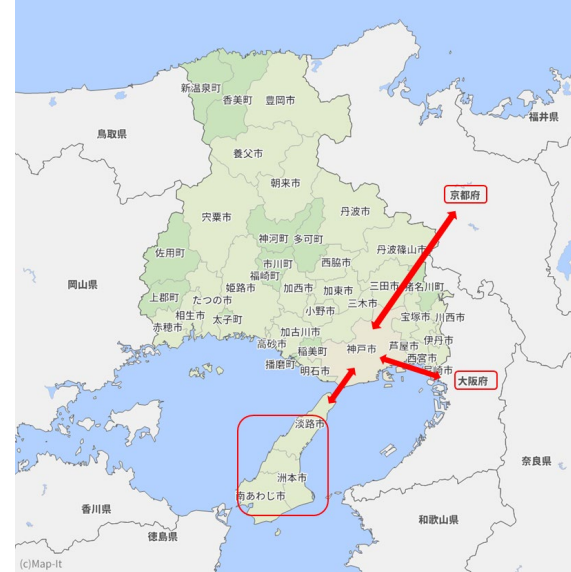 新温泉町
香美町
豊岡市
福井県
鳥取県
養父市
朝来市
京都府
宍粟市
丹波市
神河町
多可町
丹波篠山市
佐用町
市川町
西脇市
福崎町
岡山県
姫路市
加西市
加東市
三田市
猪名川町
上郡町
たつの市
三木市
相生市
太子町
小野市
宝塚市
川西市
赤穂市
加古川市
伊丹市
高砂市
稲美町
神戸市
芦屋市
西宮市
播磨町
明石市
尼崎市
大阪府
淡路市
奈良県
洲本市
南あわじ市
香川県
和歌山県
徳島県
(c)Map-It